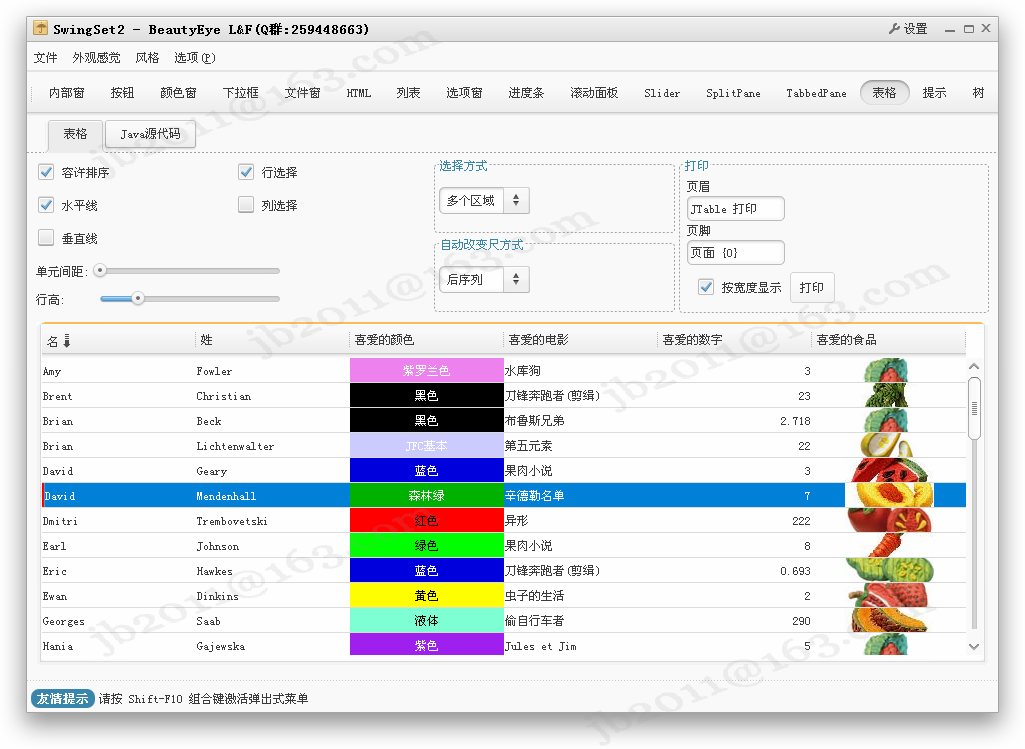 SwingSet2 - BeautyEye L&F(Q群:259448663) 设置
文件 外观感觉 风格 选项(P)
内部窗 按钮 颜色窗 下拉框 文件窗 HTML 列表 选项窗 进度条 滚动面板 Slider SplitPane TabbedPane 表格 提示 树
表格 Java源代码
容许排序 行选择
水平线 列选择
垂直线
单元间距:
行高:
选择方式
多个区域
自动改变尺方式
后序列
打印
页眉
JTable 打印
页脚
页面 {0}
按宽度显示 打印
名 姓 喜爱的颜色 喜爱的电影 喜爱的数字 喜爱的食品
Amy Fowler 紫罗兰色 水库狗 3
Brent Christian 黑色 刀锋奔跑者(剪缉) 23
Brian Beck 黑色 布鲁斯兄弟 2.718
Brian Lichtenwalter JFC基本 第五元素 22
David Geary 蓝色 果肉小说 3
David Mendenhall 森林绿 辛德勒名单 7
Dmitri Trembovetski 红色 异形 222
Earl Johnson 绿色 果肉小说 8
Eric Hawkes 蓝色 刀锋奔跑者(剪缉) 0.693
Ewan Dinkins 黄色 虫子的生活 2
Georges Saab 液体 偷自行车者 290
Hania Gajewska 紫色 Jules et Jim 5
友情提示 请按 Shift-F10 组合键激活弹出式菜单
jb2011@163.com
jb2011@163.com
jb2011@163.com
jb2011@163.com
jb2011@163.com